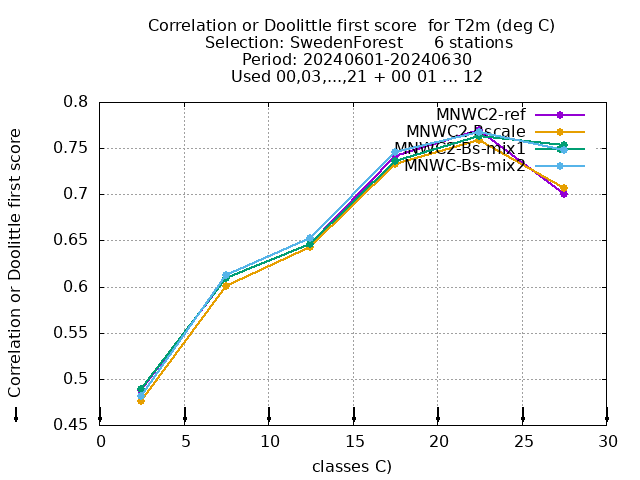 Correlation or Doolittle first score  for T2m (deg C)
Selection: SwedenForest      6 stations
Period: 20240601-20240630
Used 00,03,...,21 + 00 01 ... 12
Correlation or Doolittle first score
0.8
0.75
0.7
0.65
0.6
0.55
0.5
0.45
MNWC2-ref
MNWC2-Bscale
MNWC2-Bs-mix1
MNWC-Bs-mix2
0 5 10 15 20 25 30
classes C)